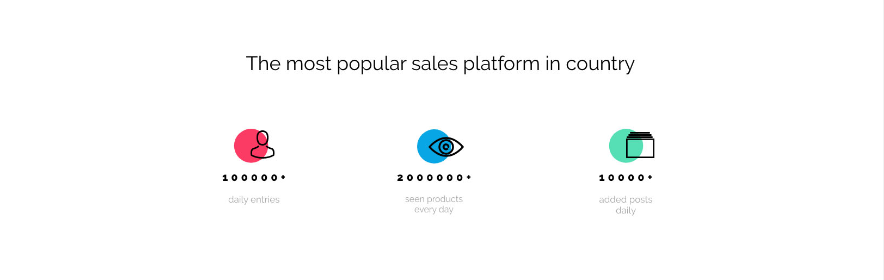 The most popular sales platform in country
100000+
2000000+
10000+
daily entries
seen products
every day
added posts
daily